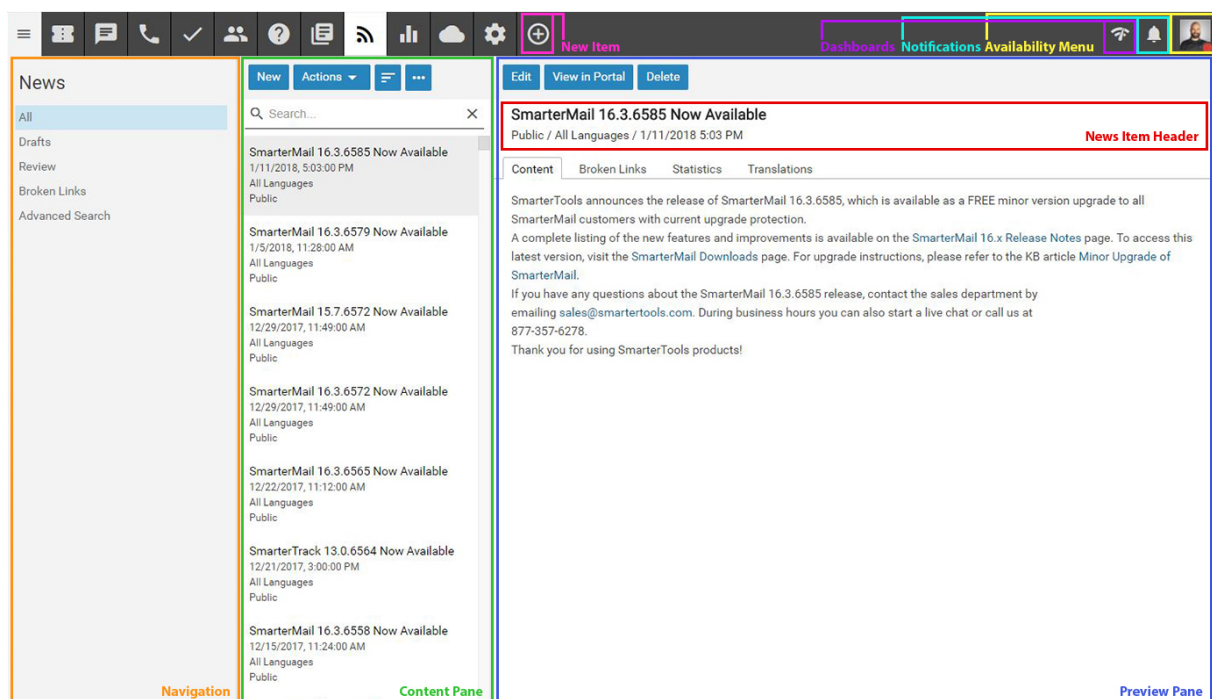 New Item
Dashboards Notifications Availability Menu
News
All
Drafts
Review
Broken Links
Advanced Search
Navigation
New Actions
Search...
SmarterMail 16.3.6585 Now Available
1/11/2018, 5:03:00 PM
All Languages
Public
SmarterMail 16.3.6579 Now Available
1/5/2018, 11:28:00 AM
All Languages
Public
SmarterMail 15.7.6572 Now Available
12/29/2017, 11:49:00 AM
All Languages
Public
SmarterMail 16.3.6572 Now Available
12/29/2017, 11:49:00 AM
All Languages
Public
SmarterMail 16.3.6565 Now Available
12/22/2017, 11:12:00 AM
All Languages
Public
SmarterTrack 13.0.6564 Now Available
12/21/2017, 3:00:00 PM
All Languages
Public
SmarterMail 16.3.6558 Now Available
12/15/2017, 11:24:00 AM
All Languages
Public
Content Pane
Edit View in Portal Delete
SmarterMail 16.3.6585 Now Available
Public / All Languages / 1/11/2018 5:03 PM
News Item Header
Content Broken Links Statistics Translations
SmarterTools announces the release of SmarterMail 16.3.6585, which is available as a FREE minor version upgrade to all
SmarterMail customers with current upgrade protection.
A complete listing of the new features and improvements is available on the SmarterMail 16.x Release Notes page. To access this
latest version, visit the SmarterMail Downloads page. For upgrade instructions, please refer to the KB article Minor Upgrade of
SmarterMail.
If you have any questions about the SmarterMail 16.3.6585 release, contact the sales department by
emailing sales@smartertools.com. During business hours you can also start a live chat or call us at
877-357-6278.
Thank you for using SmarterTools products!
Preview Pane